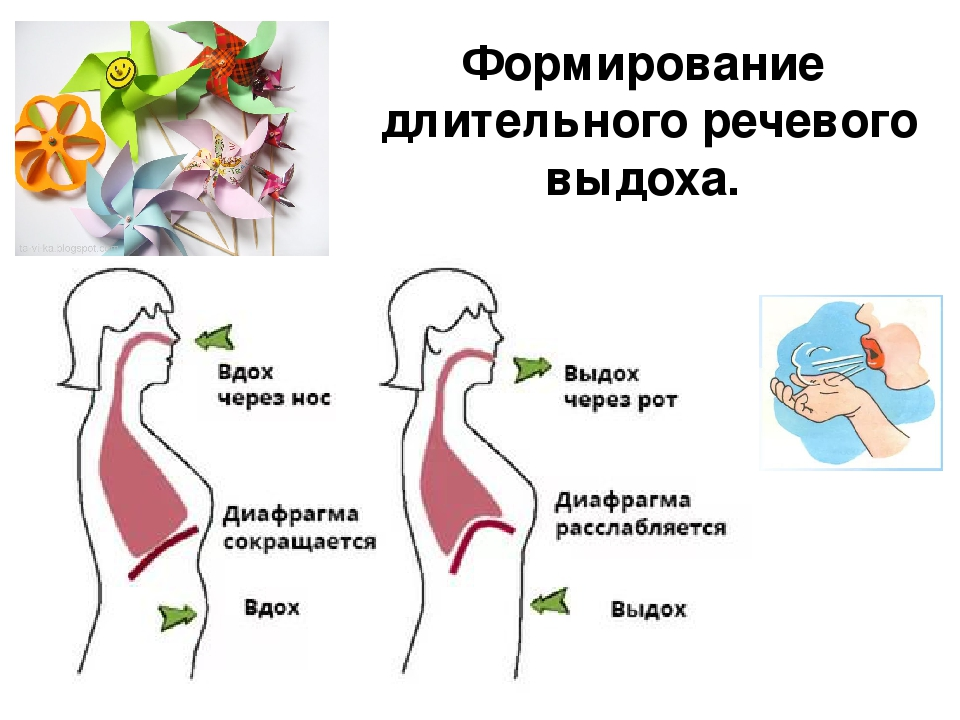 Формирование
длительного речевого
выдоха.
Вдох
через нос
Выдох
через рот
Диафрагма
сокращается
Диафрагма
расслабляется
Вдох
Выдох